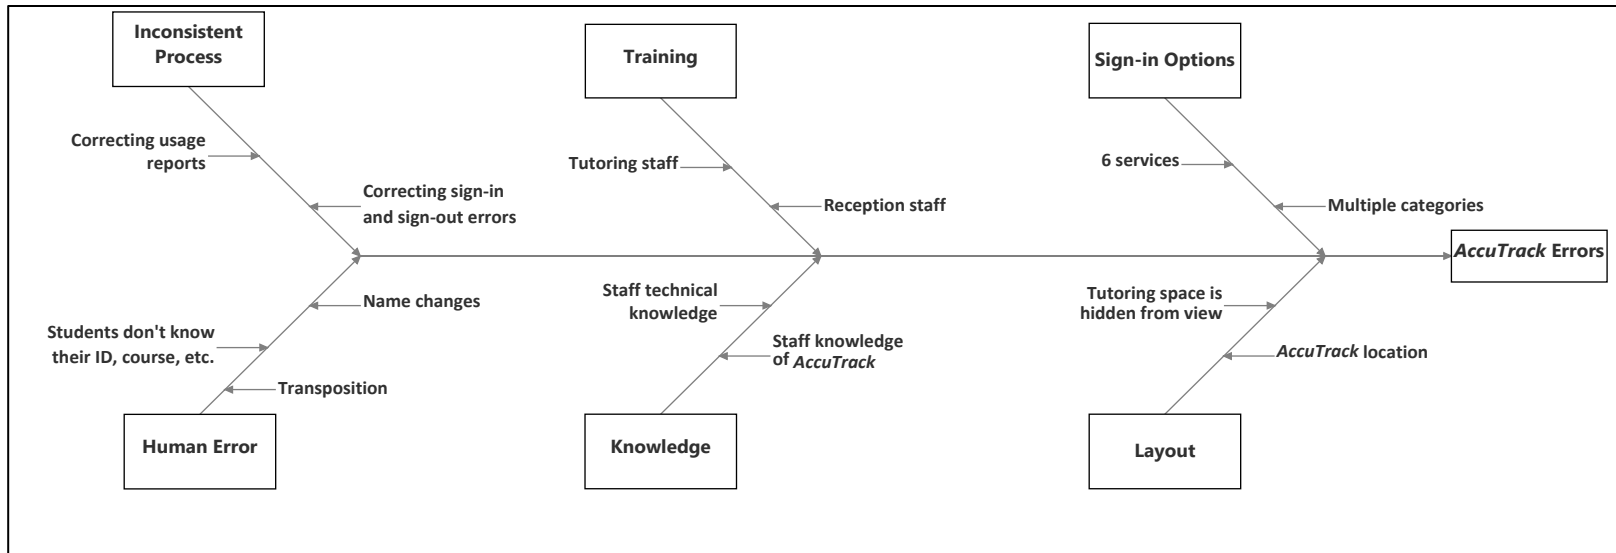 Inconsistent
Process
Training
Sign-in Options
Correcting usage
reports
Tutoring staff
6 services
Correcting sign-in
and sign-out errors
Reception staff
Multiple categories
AccuTrack Errors
Name changes
Staff technical
knowledge
Tutoring space is
hidden from view
Students don't know
their ID, course, etc.
Staff knowledge
of AccuTrack
AccuTrack location
Transposition
Human Error
Knowledge
Layout